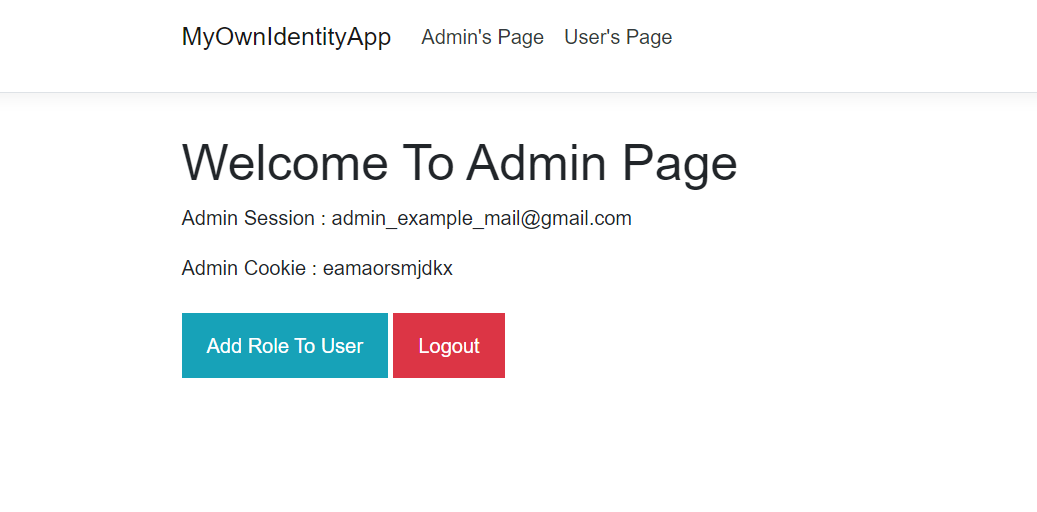 MyOwnIdentityApp Admin's Page User's Page
Welcome To Admin Page
Admin Session : admin_example_mail@gmail.com
Admin Cookie : eamaorsmjdkx
Add Role To User Logout